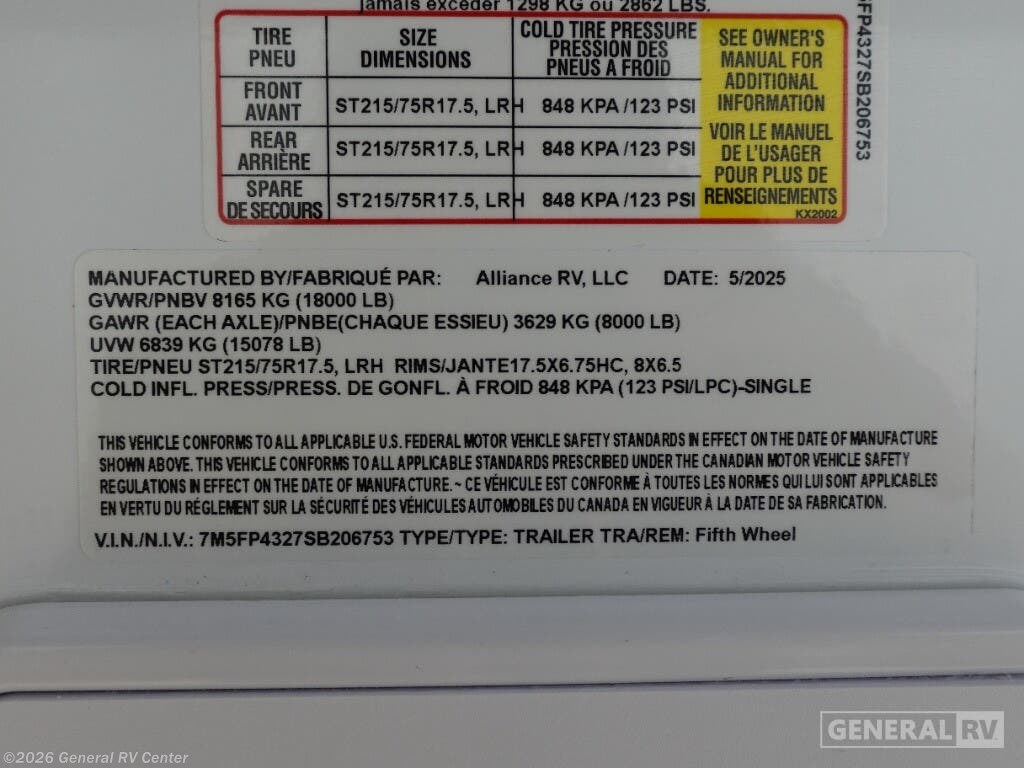 jamais excéder 1298 KG ou 2862 LBS.
TIRE PNEU
SIZE DIMENSIONS
COLD TIRE PRESSURE PRESSION DES PNEUS A FROID
SEE OWNER'S MANUAL FOR ADDITIONAL INFORMATION
FRONT AVANT
ST215/75R17.5, LRH 848 KPA /123 PSI
REAR ARRIÈRE
ST215/75R17.5, LRH 848 KPA /123 PSI
VOIR LE MANUEL DE L'USAGER POUR PLUS DE RENSEIGNEMENTS
SPARE DE SECOURS
ST215/75R17.5, LRH 848 KPA /123 PSI
KX2002
FP4327SB206753
MANUFACTURED BY/FABRIQUÉ PAR: Alliance RV, LLC DATE: 5/2025
GVWR/PNBV 8165 KG (18000 LB)
GAWR (EACH AXLE)/PNBE(CHAQUE ESSIEU) 3629 KG (8000 LB)
UVW 6839 KG (15078 LB)
TIRE/PNEU ST215/75R17.5, LRH RIMS/JANTE17.5X6.75HC, 8X6.5
COLD INFL. PRESS/PRESS. DE GONFL. À FROID 848 KPA (123 PSI/LPC)-SINGLE
THIS VEHICLE CONFORMS TO ALL APPLICABLE U.S. FEDERAL MOTOR VEHICLE SAFETY STANDARDS IN EFFECT ON THE DATE OF MANUFACTURE
SHOWN ABOVE. THIS VEHICLE CONFORMS TO ALL APPLICABLE STANDARDS PRESCRIBED UNDER THE CANADIAN MOTOR VEHICLE SAFETY
REGULATIONS IN EFFECT ON THE DATE OF MANUFACTURE. ~ CE VÉHICULE EST CONFORME À TOUTES LES NORMES QUI LUI SONT APPLICABLES
EN VERTU DU RÉGLEMENT SUR LA SÉCURITÉ DES VÉHICULES AUTOMOBILES DU CANADA EN VIGUEUR À LA DATE DE SA FABRICATION.
V.I.N./N.I.V.: 7M5FP4327SB206753 TYPE/TYPE: TRAILER TRA/REM: Fifth Wheel
GENERAL RV
©2026 General RV Center